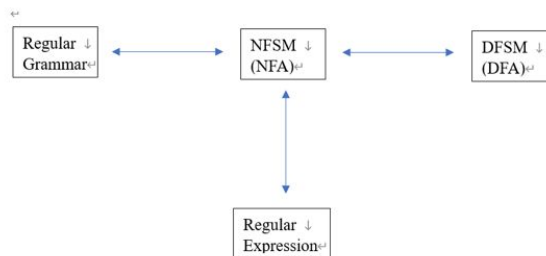 Regular
Grammar
NFSM
(NFA)
DFSM
(DFA)
Regular
Expression